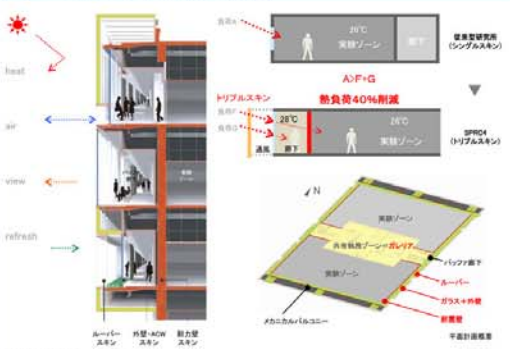 heat
air
view
refresh
ルーバー
スキン
外壁・ACW
スキン
耐力壁
スキン
負荷A
26℃
実験ゾーン
廊下
従来型研究所
(シングルスキン)
A>F+G
熱負荷40%削減
トリプルスキン
負荷F
負荷G
28℃
26℃
通風
廊下
実験ゾーン
SPRC4
(トリプルスキン)
N
実験ゾーン
共有執務ゾーン=ガレリア
実験ゾーン
バッファ廊下
ルーバー
ガラス+外壁
耐震壁
メカニカルバルコニー
平面計画概要